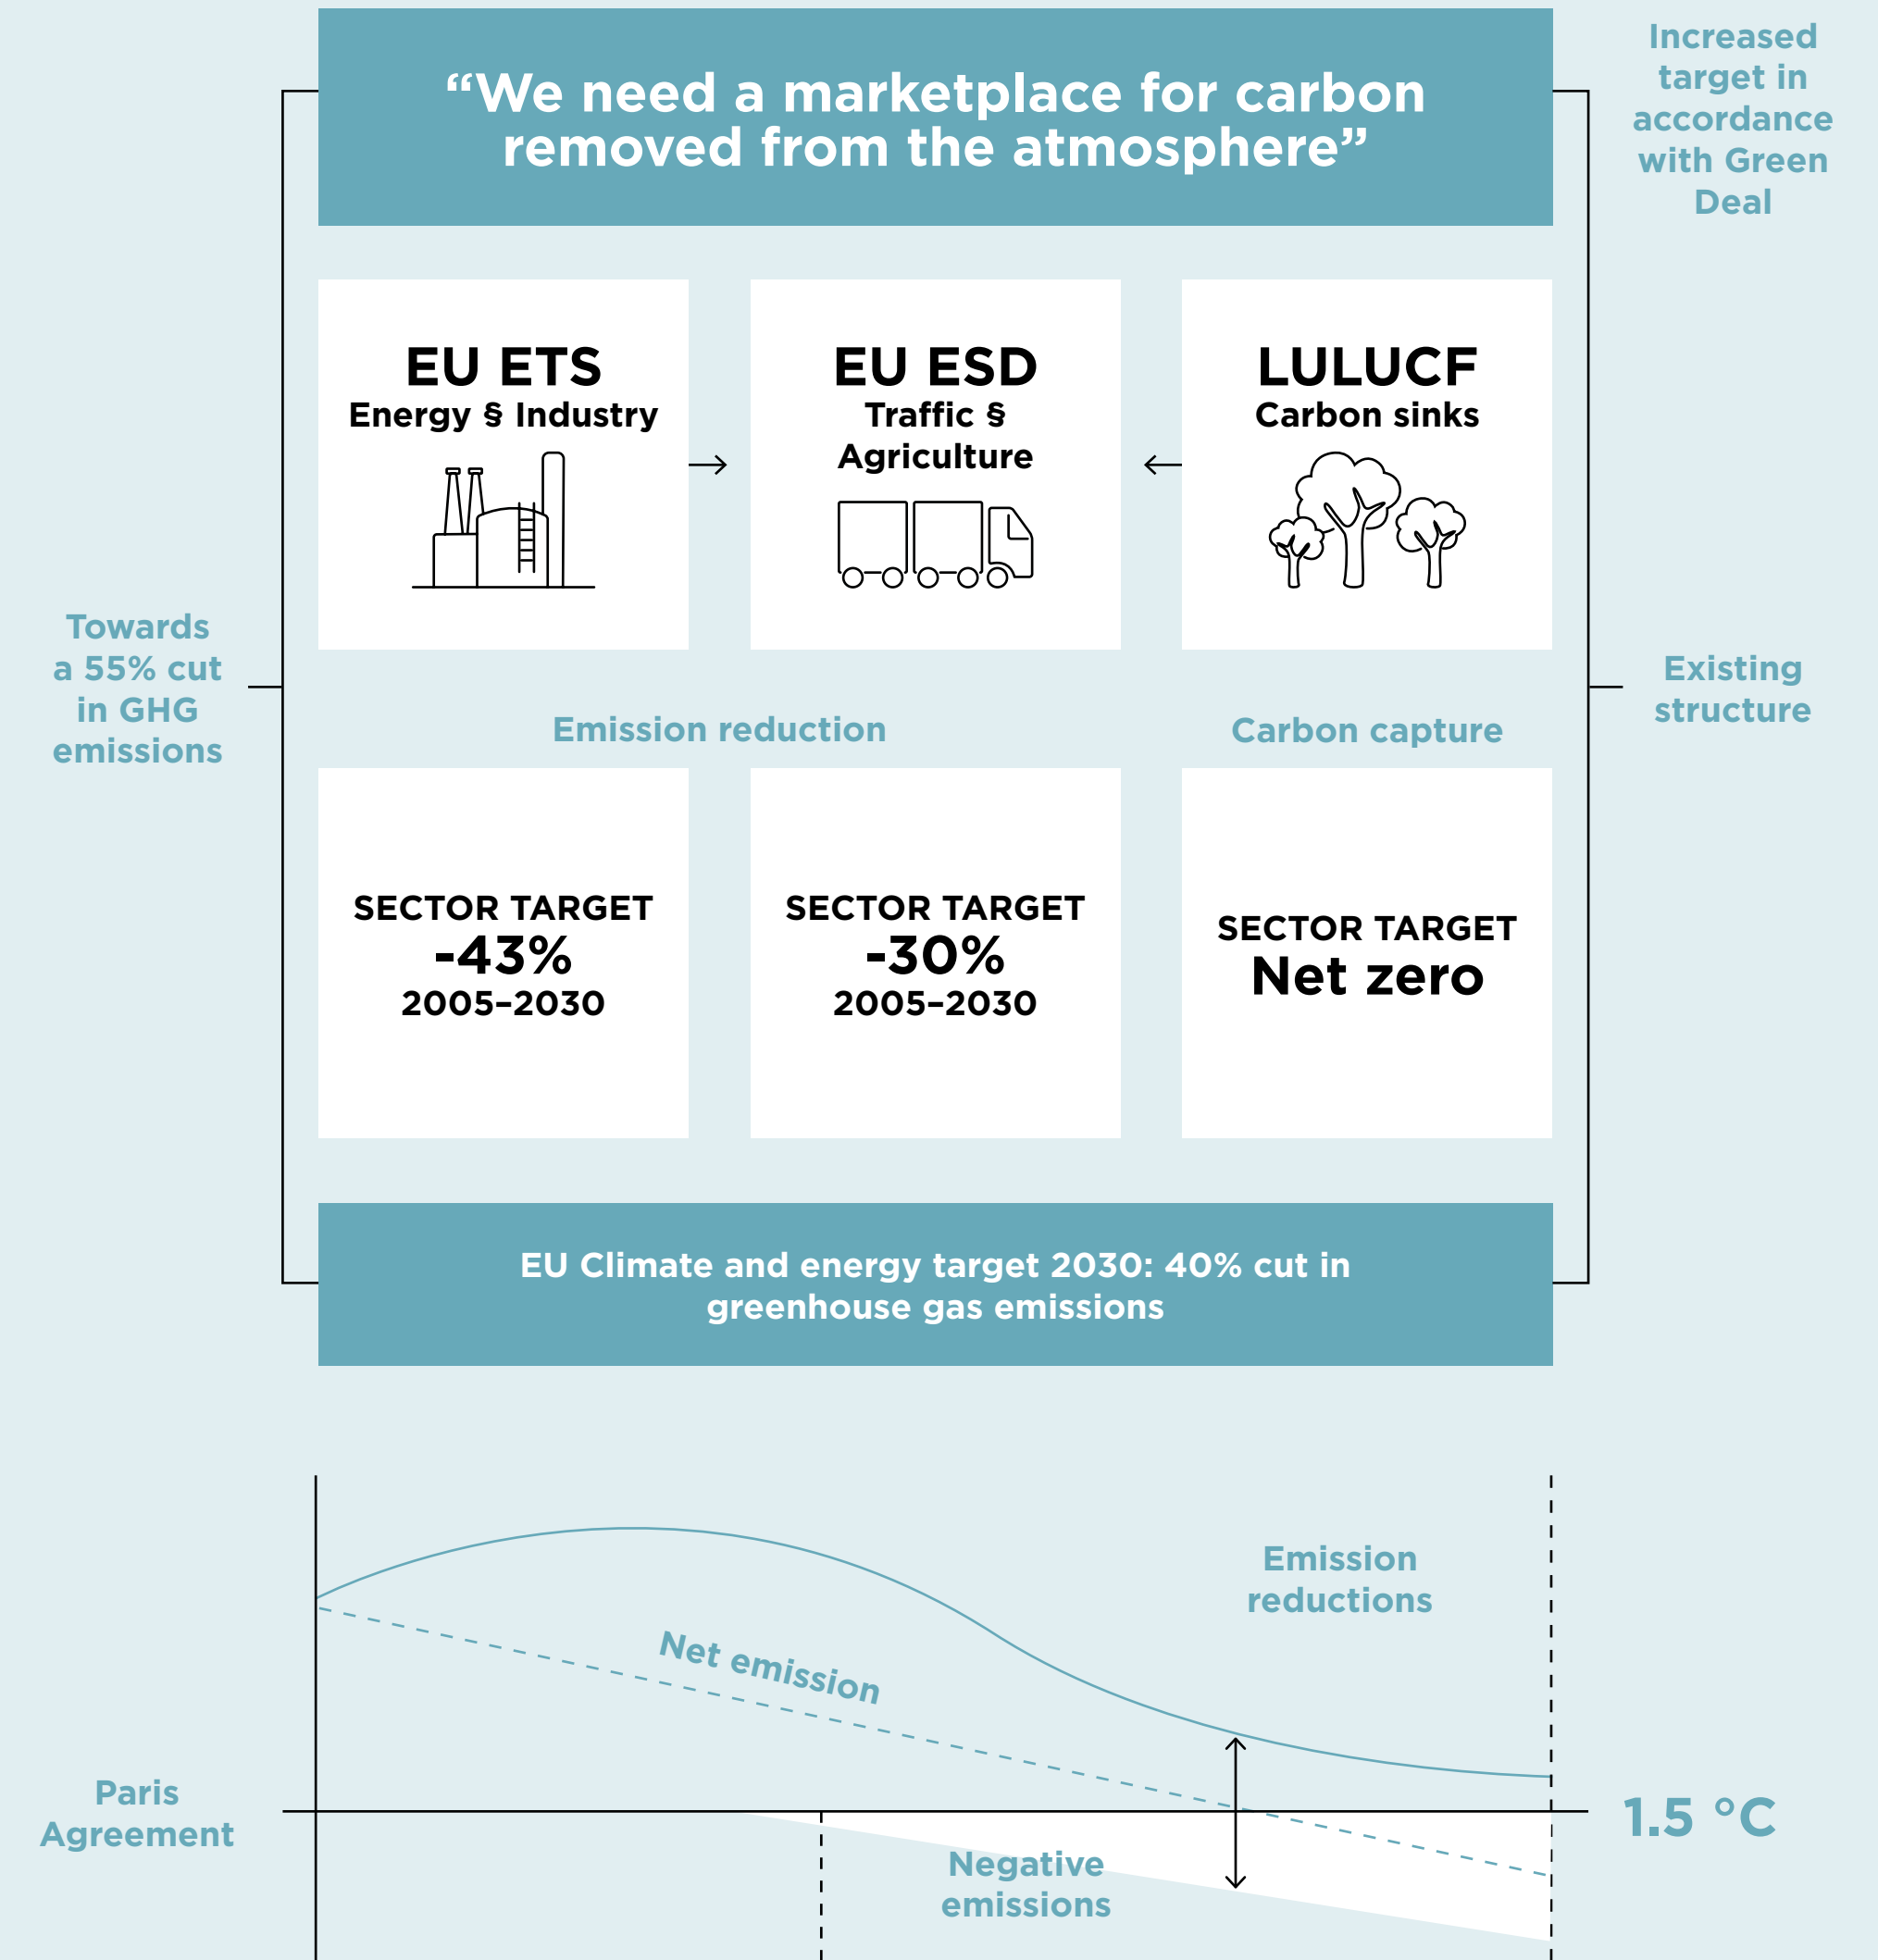 “We need a marketplace for carbon
removed from the atmosphere”
Increased
target in
accordance
with Green
Deal
EU ETS
Energy § Industry
EU ESD
Traffic §
Agriculture
LULUCF
Carbon sinks
Towards
a 55% cut
in GHG
emissions
Existing
structure
Emission reduction
Carbon capture
SECTOR TARGET
-43%
2005–2030
SECTOR TARGET
-30%
2005–2030
SECTOR TARGET
Net zero
EU Climate and energy target 2030: 40% cut in
greenhouse gas emissions
Emission
reductions
Net emission
Paris
Agreement
1.5 °C
Negative
emissions